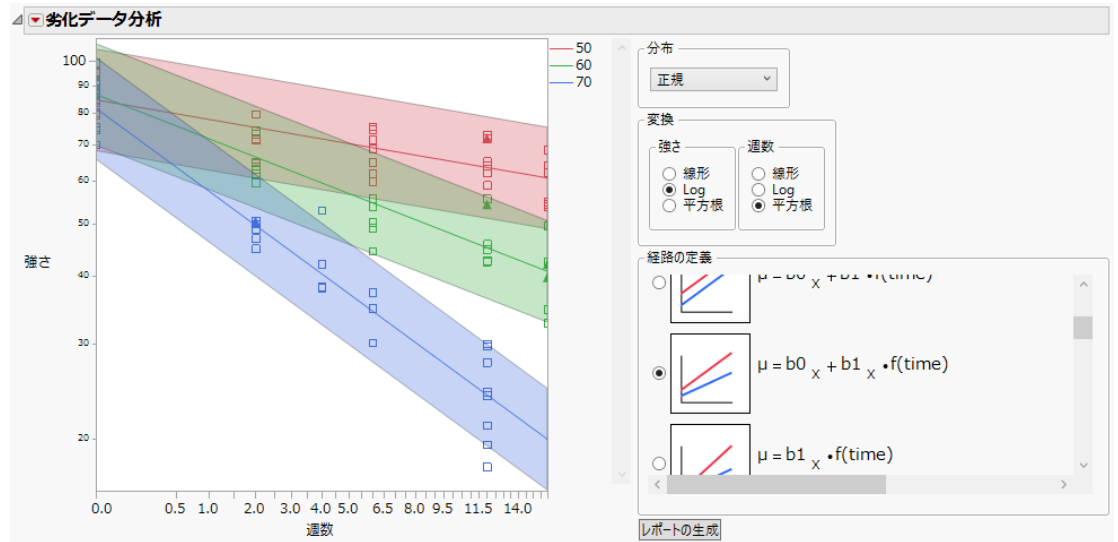 劣化データ分析
100
90
80
70
60
50
40
30
20
強さ
0.0 0.5 1.0 2.0 3.0 4.0 5.0 6.5 8.0 9.5 11.5 14.0
週数
50
60
70
分布
正規
変換
強さ
線形
Log
平方根
週数
線形
Log
平方根
経路の定義
μ = b0 X + b1 •f(time)
μ = b0 X + b1 X •f(time)
μ = b1 X •f(time)
レポートの生成